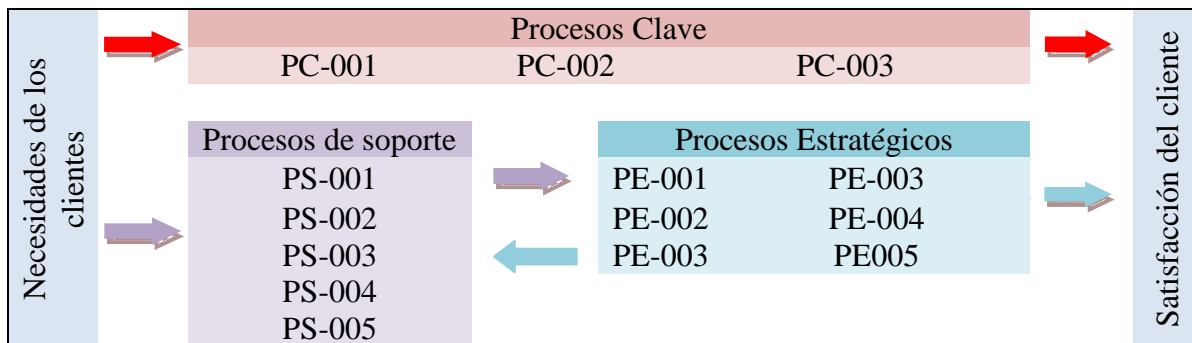 Necesidades de los
clientes
Procesos Clave
PC-001 PC-002 PC-003
Procesos de soporte
PS-001
PS-002
PS-003
PS-004
PS-005
Procesos Estratégicos
PE-001 PE-003
PE-002 PE-004
PE-003 PE005
Satisfacción del cliente